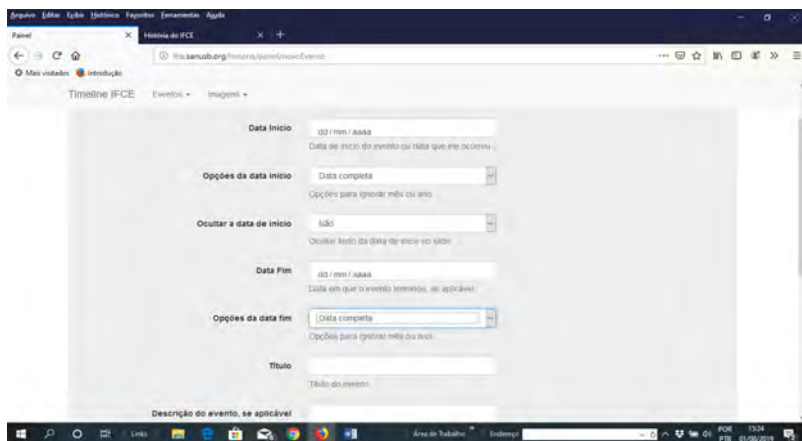 Arquivo Editar Exibir Histórico Favoritos Ferramentas Ajuda
Painel × História do IFCE × +
Mais visitados Introdução
Timeline IFCE Eventos Imagens
Data Início
dd / mm / aaaa
Data de início do evento ou data que ele ocorreu.
Opções da data início
Data completa
Opções para ignorar mês ou ano.
Ocultar a data de início
Não
Ocultar texto da data de início no slide.
Data Fim
dd / mm / aaaa
Data em que o evento terminou, se aplicável.
Opções da data fim
Data completa
Opções para ignorar mês ou ano.
Título
Título do evento.
Descrição do evento, se aplicável
Links Área de Trabalho Endereço POR 15:24
PTB 01/08/2019